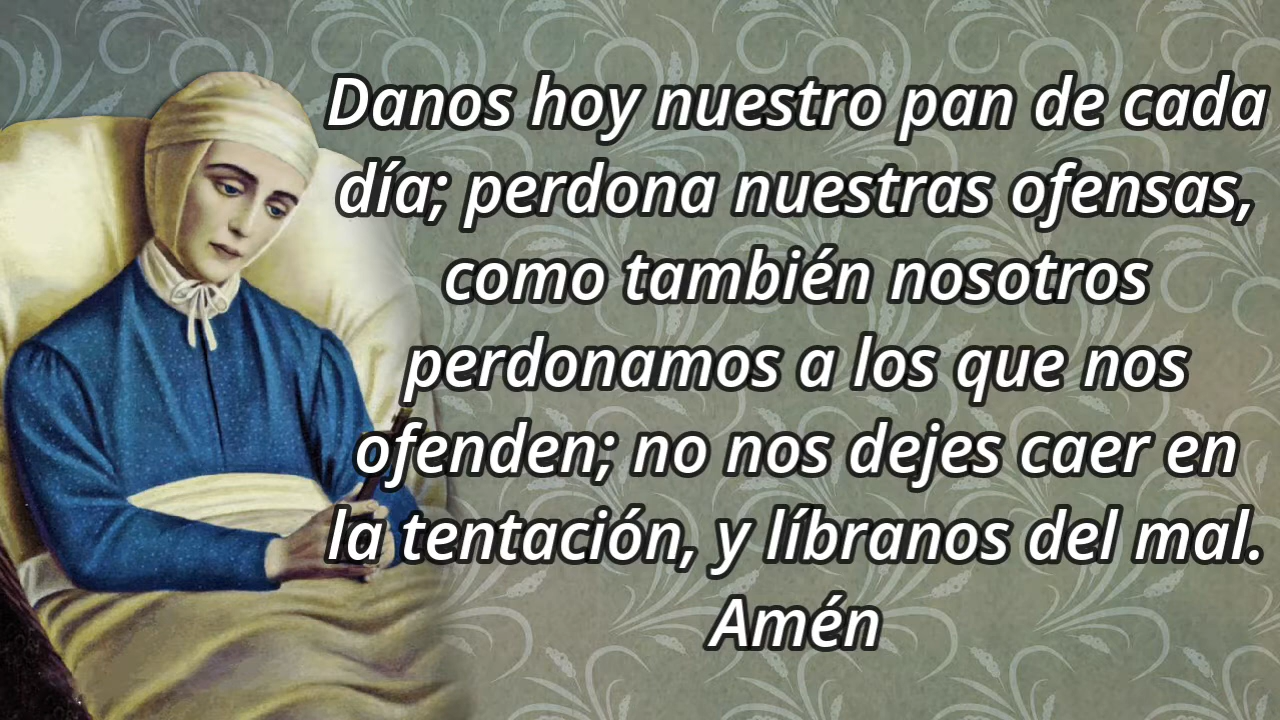 Danos hoy nuestro pan de cada
día; perdona nuestras ofensas,
como también nosotros
perdonamos a los que nos
ofenden; no nos dejes caer en
la tentación, y líbranos del mal.
Amén